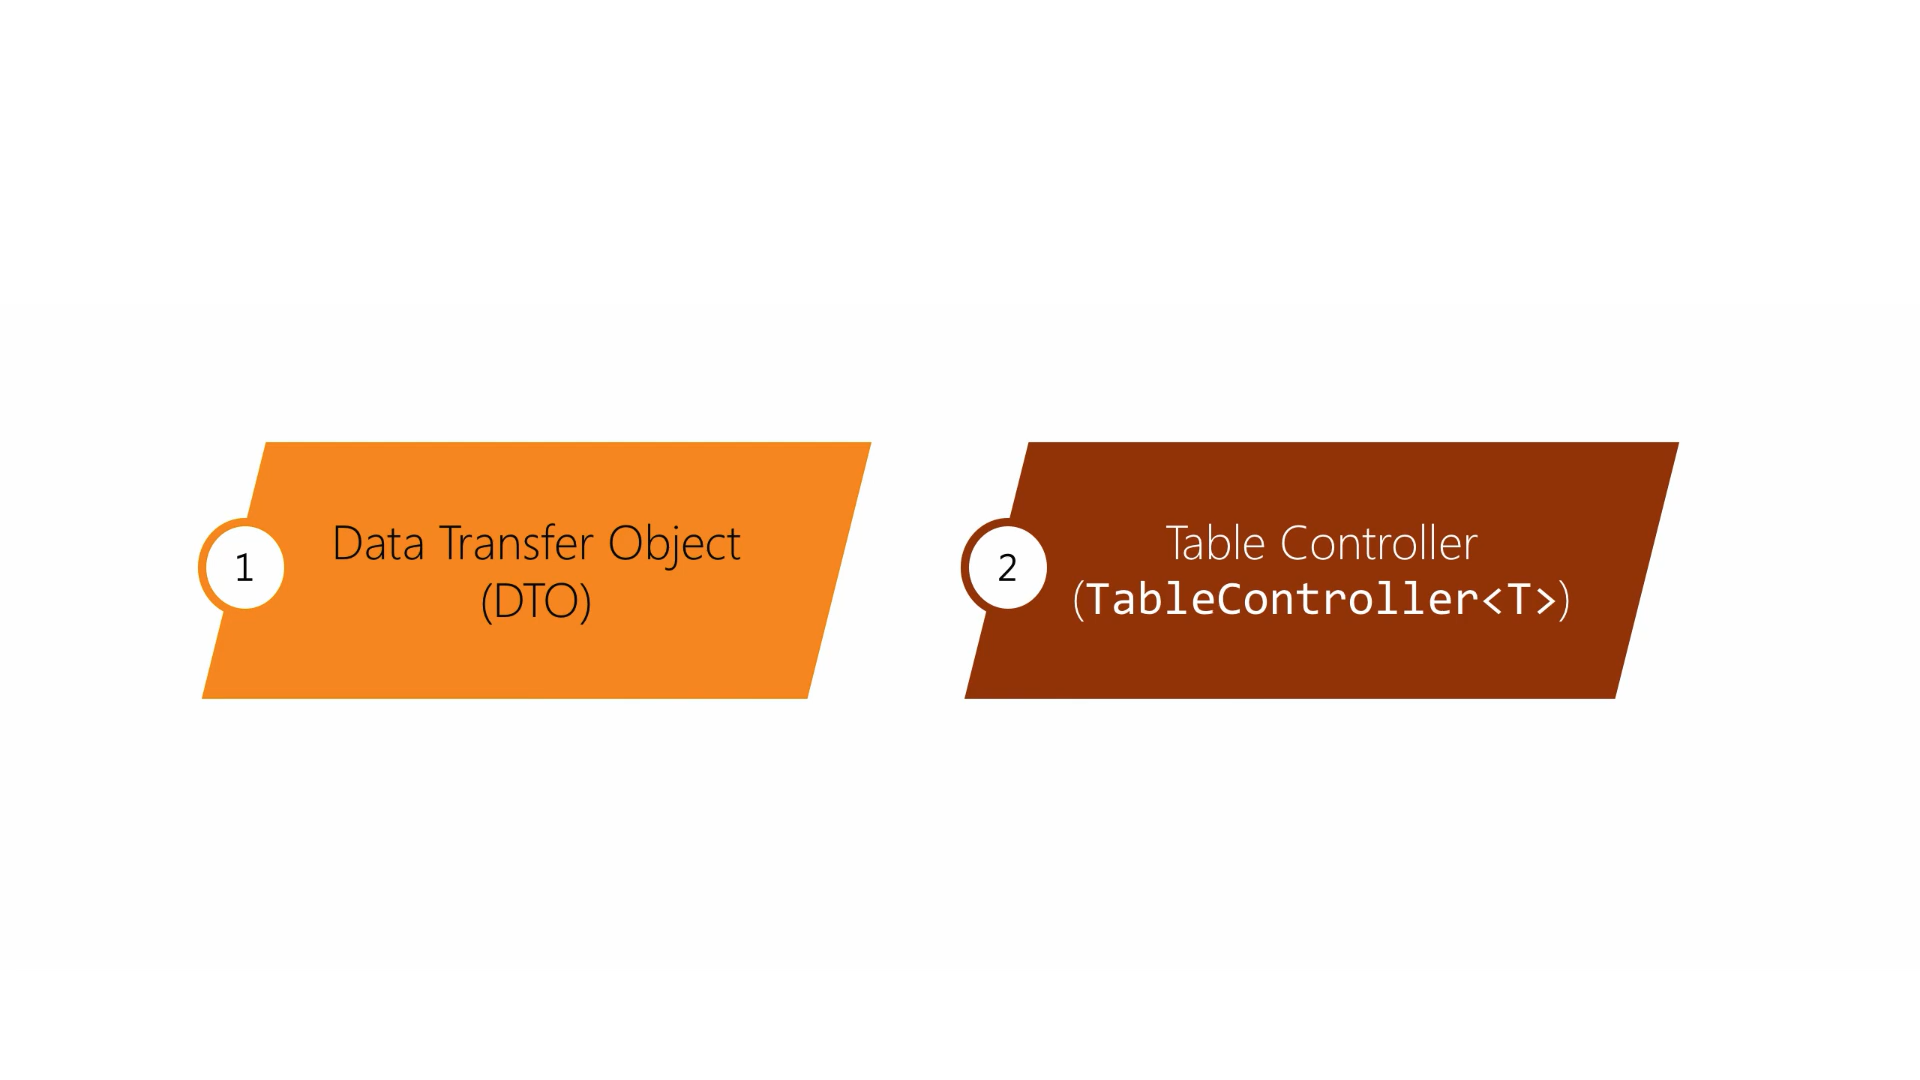 1
Data Transfer Object
(DTO)
2
Table Controller
(TableController<T>)